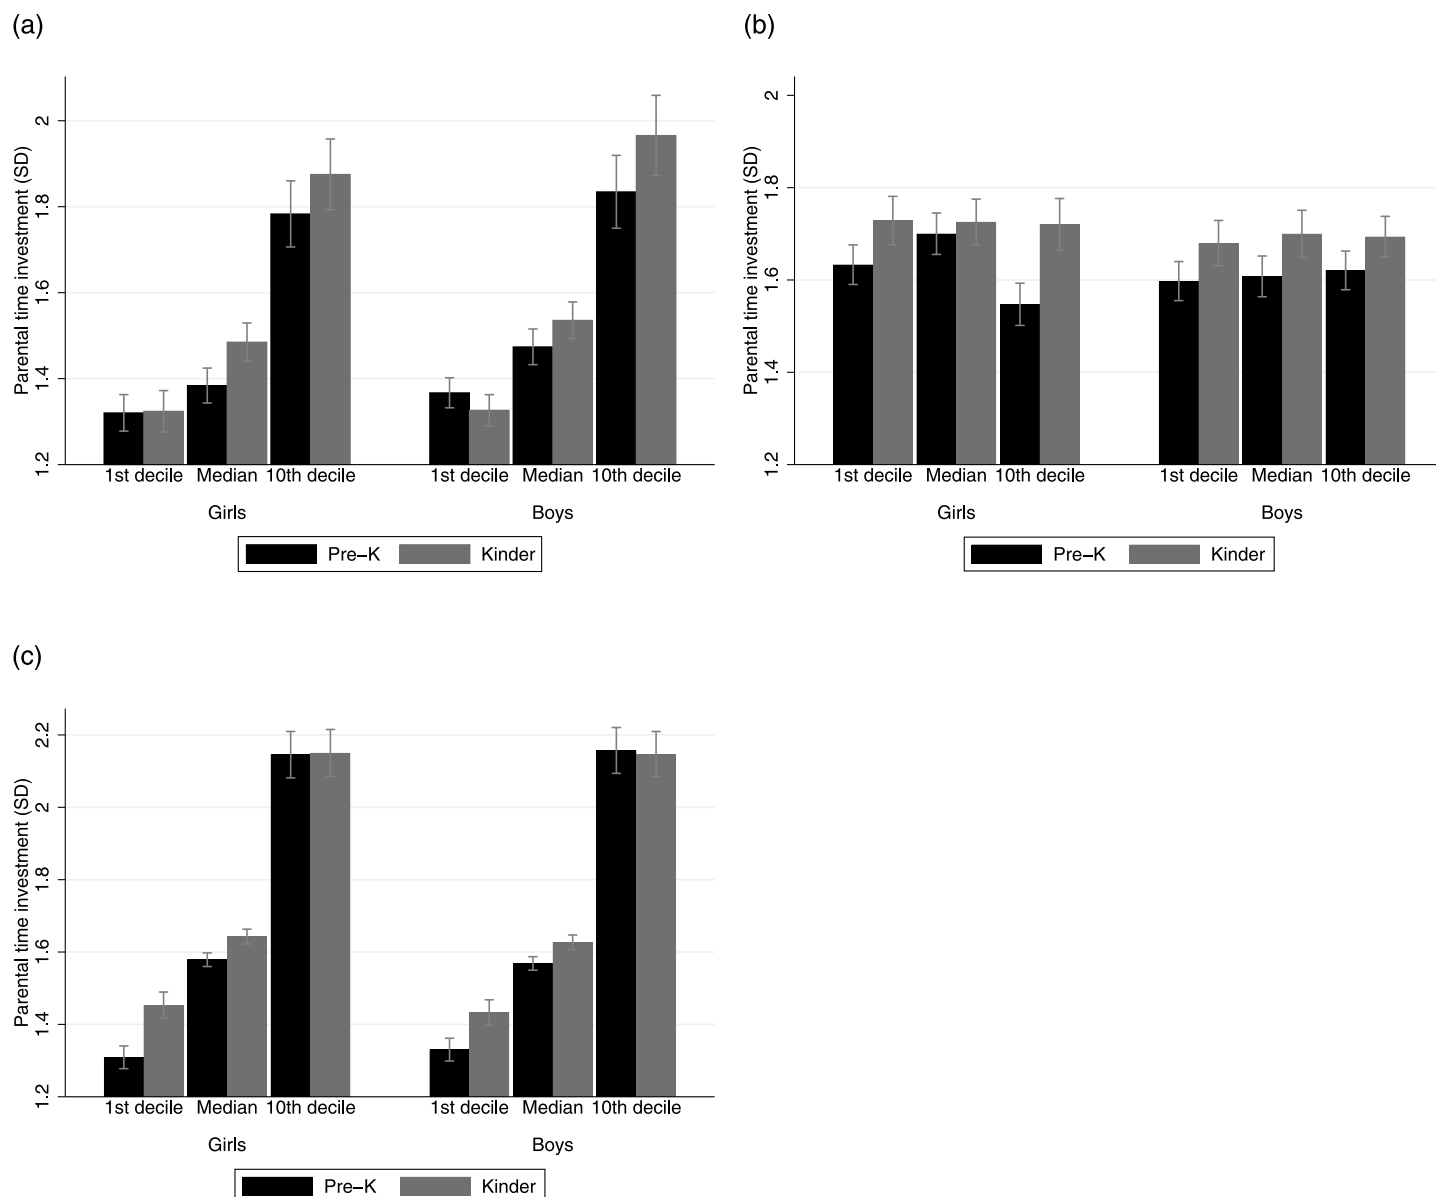 (a)
Parental time investment (SD)
2
1.8
1.6
1.4
1.2
1st decile Median 10th decile 1st decile Median 10th decile
Girls Boys
Pre–K Kinder
(b)
Parental time investment (SD)
2
1.8
1.6
1.4
1.2
1st decile Median 10th decile 1st decile Median 10th decile
Girls Boys
Pre–K Kinder
(c)
Parental time investment (SD)
2.2
2
1.8
1.6
1.4
1.2
1st decile Median 10th decile 1st decile Median 10th decile
Girls Boys
Pre–K Kinder